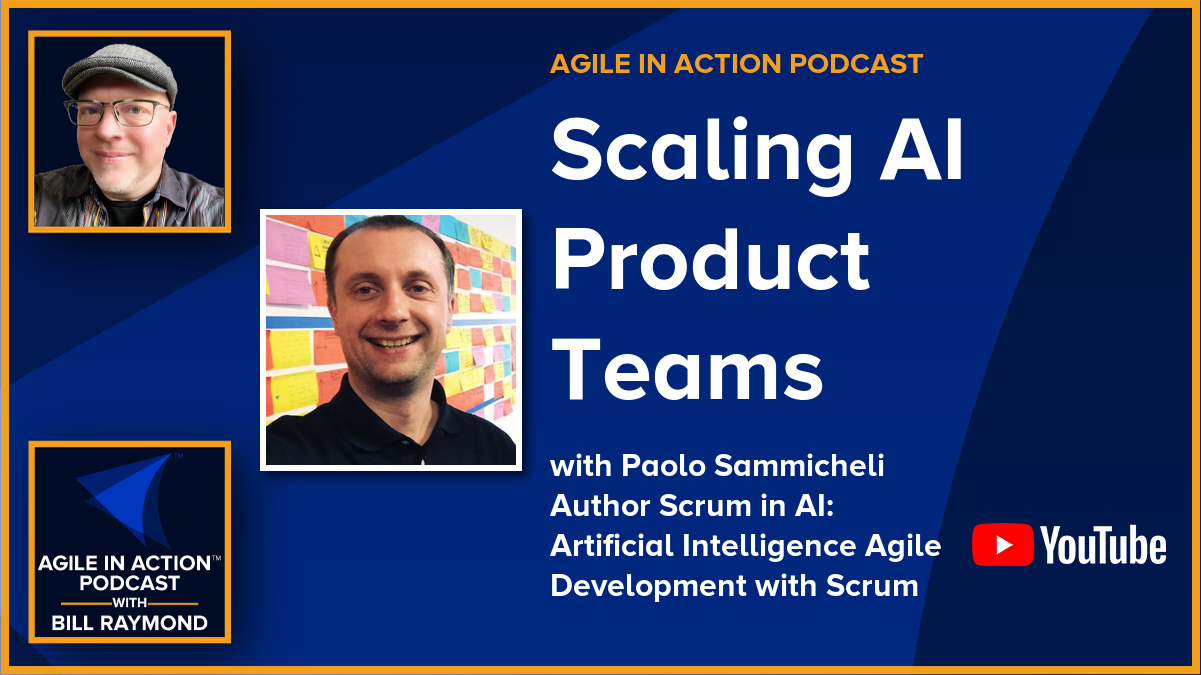 AGILE IN ACTION PODCAST
Scaling AI
Product
Teams
with Paolo Sammicheli
Author Scrum in AI:
Artificial Intelligence Agile
Development with Scrum
YouTube
TM
AGILE IN ACTION™
PODCAST
WITH
BILL RAYMOND